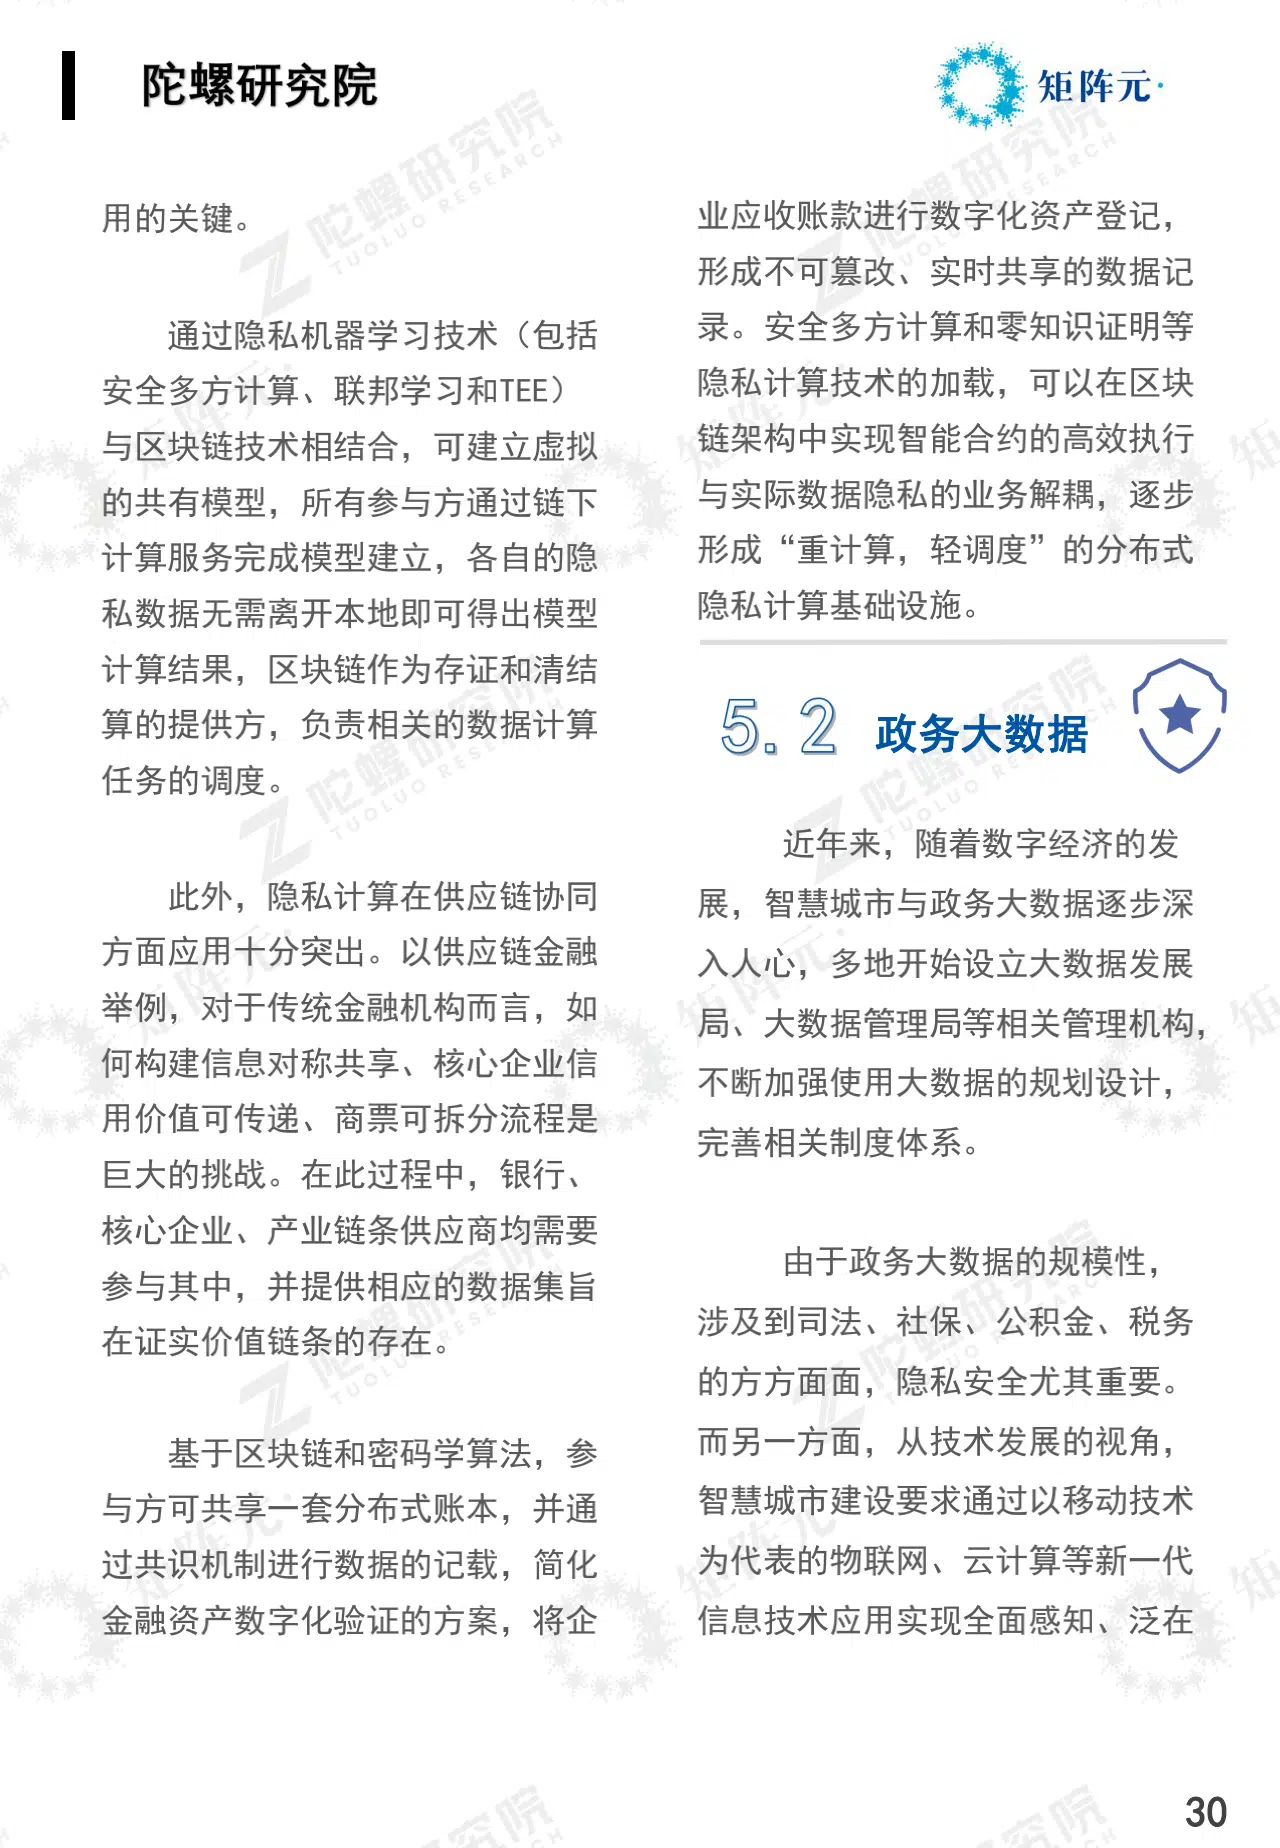 陀螺研究院
矩阵元
用的关键。
通过隐私机器学习技术（包括
安全多方计算、联邦学习和TEE）
与区块链技术相结合，可建立虚拟
的共有模型，所有参与方通过链下
计算服务完成模型建立，各自的隐
私数据无需离开本地即可得出模型
计算结果，区块链作为存证和清结
算的提供方，负责相关的数据计算
任务的调度。
此外，隐私计算在供应链协同
方面应用十分突出。以供应链金融
举例，对于传统金融机构而言，如
何构建信息对称共享、核心企业信
用价值可传递、商票可拆分流程是
巨大的挑战。在此过程中，银行、
核心企业、产业链条供应商均需要
参与其中，并提供相应的数据集旨
在证实价值链条的存在。
基于区块链和密码学算法，参
与方可共享一套分布式账本，并通
过共识机制进行数据的记载，简化
金融资产数字化验证的方案，将企
业应收账款进行数字化资产登记，
形成不可篡改、实时共享的数据记
录。安全多方计算和零知识证明等
隐私计算技术的加载，可以在区块
链架构中实现智能合约的高效执行
与实际数据隐私的业务解耦，逐步
形成“重计算，轻调度”的分布式
隐私计算基础设施。
5.2 政务大数据
近年来，随着数字经济的发
展，智慧城市与政务大数据逐步深
入人心，多地开始设立大数据发展
局、大数据管理局等相关管理机构，
不断加强使用大数据的规划设计，
完善相关制度体系。
由于政务大数据的规模性，
涉及到司法、社保、公积金、税务
的方方面面，隐私安全尤其重要。
而另一方面，从技术发展的视角，
智慧城市建设要求通过以移动技术
为代表的物联网、云计算等新一代
信息技术应用实现全面感知、泛在
30